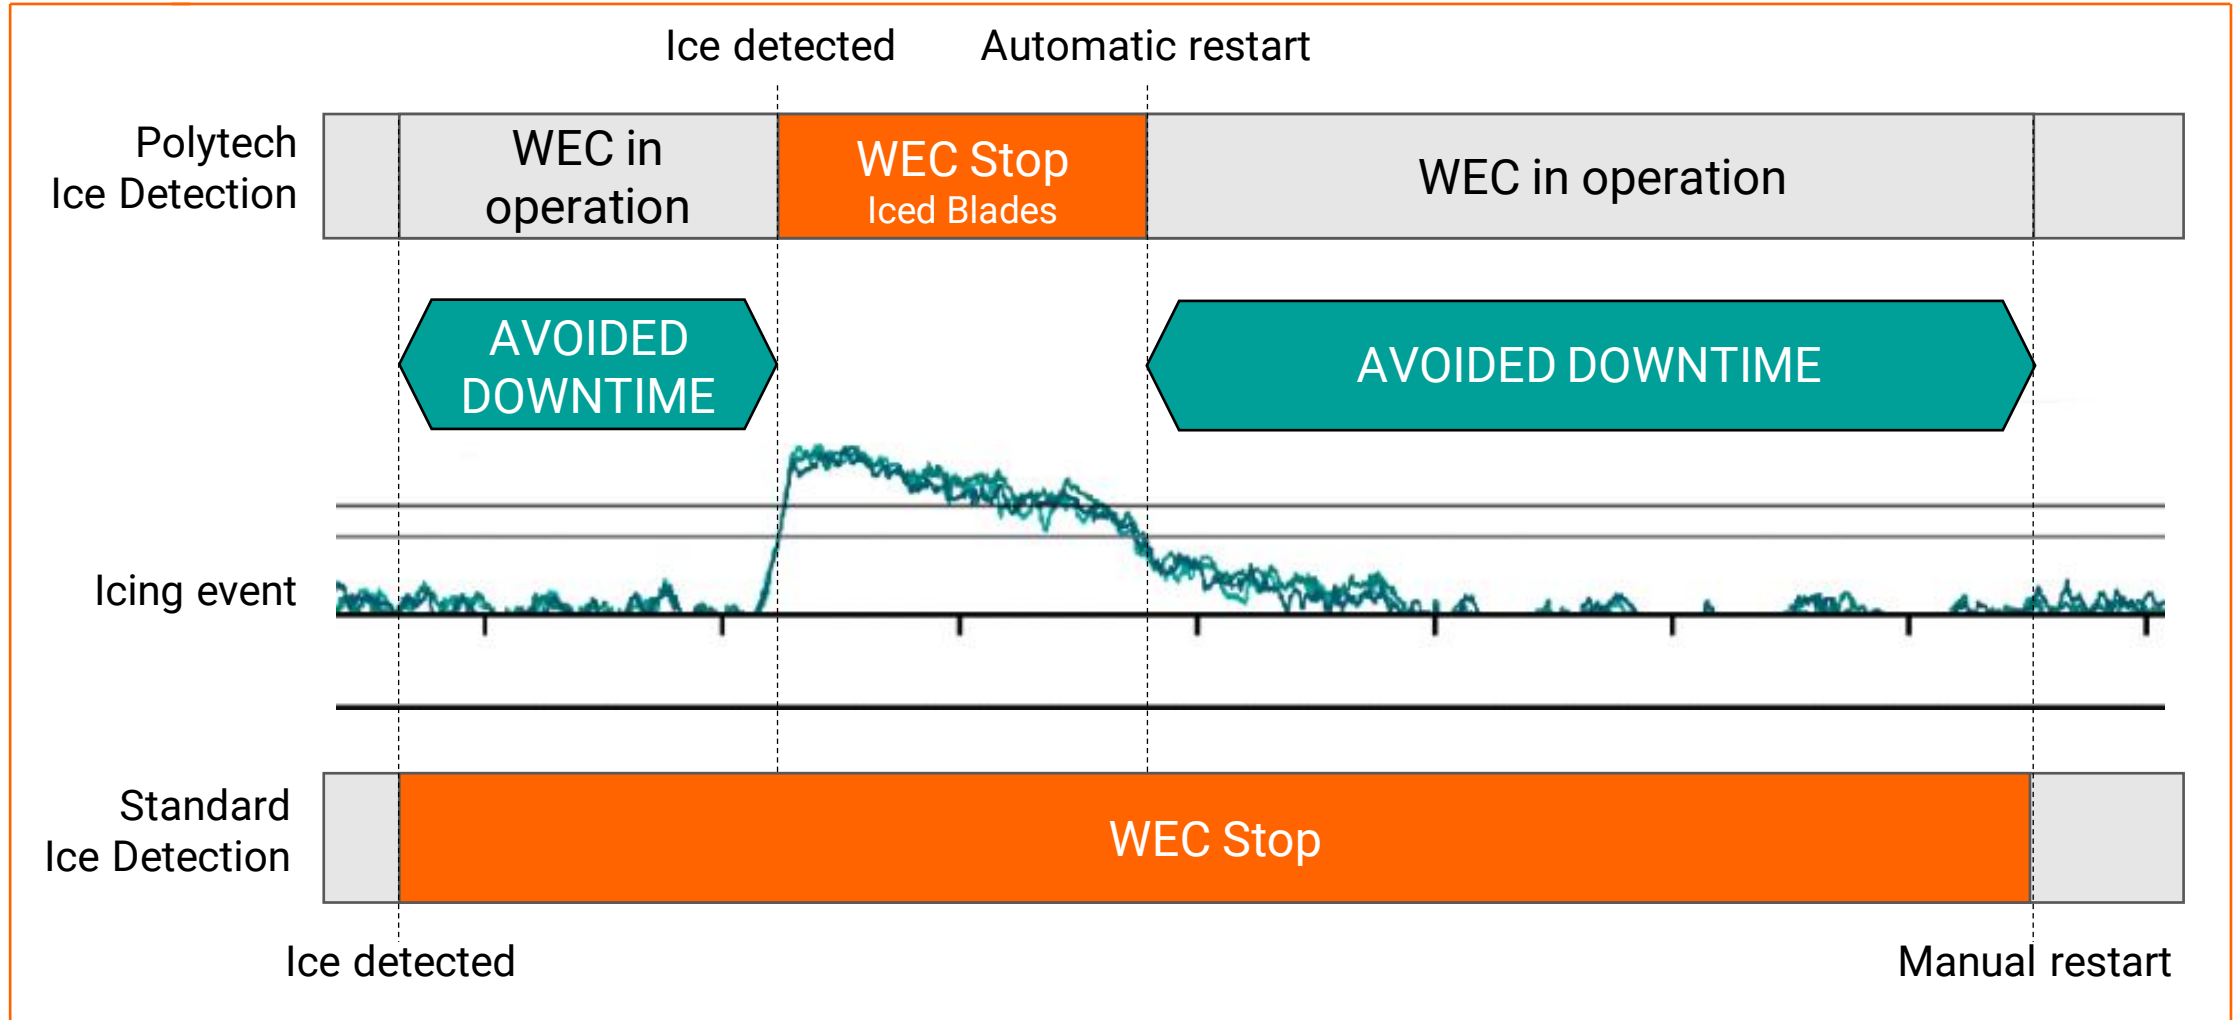 Ice detected
Automatic restart
Polytech
Ice Detection
WEC in
operation
WEC Stop
Iced Blades
WEC in operation
AVOIDED
DOWNTIME
AVOIDED DOWNTIME
Icing event
Standard
Ice Detection
WEC Stop
Ice detected
Manual restart